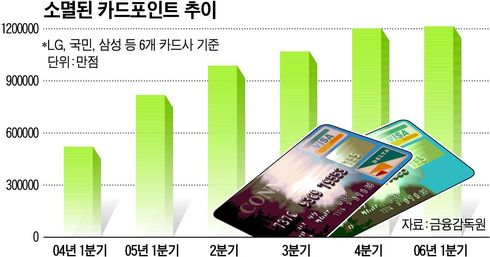 소멸된 카드포인트 추이
*LG, 국민, 삼성 등 6개 카드사 기준
단위:만점
1200000
900000
600000
300000
0
VISA
VISA
DELTA
CON
자료:금융감독원
04년 1분기 05년 1분기 2분기 3분기 4분기 06년 1분기